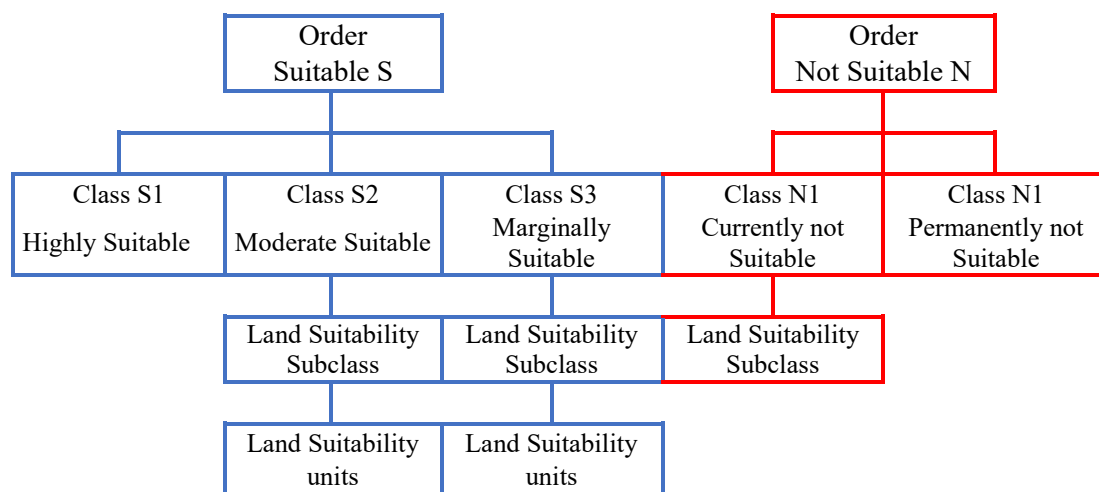 Order
Suitable S
Order
Not Suitable N
Class S1
Highly Suitable
Class S2
Moderate Suitable
Class S3
Marginally
Suitable
Class N1
Currently not
Suitable
Class N1
Permanently not
Suitable
Land Suitability
Subclass
Land Suitability
Subclass
Land Suitability
Subclass
Land Suitability
units
Land Suitability
units